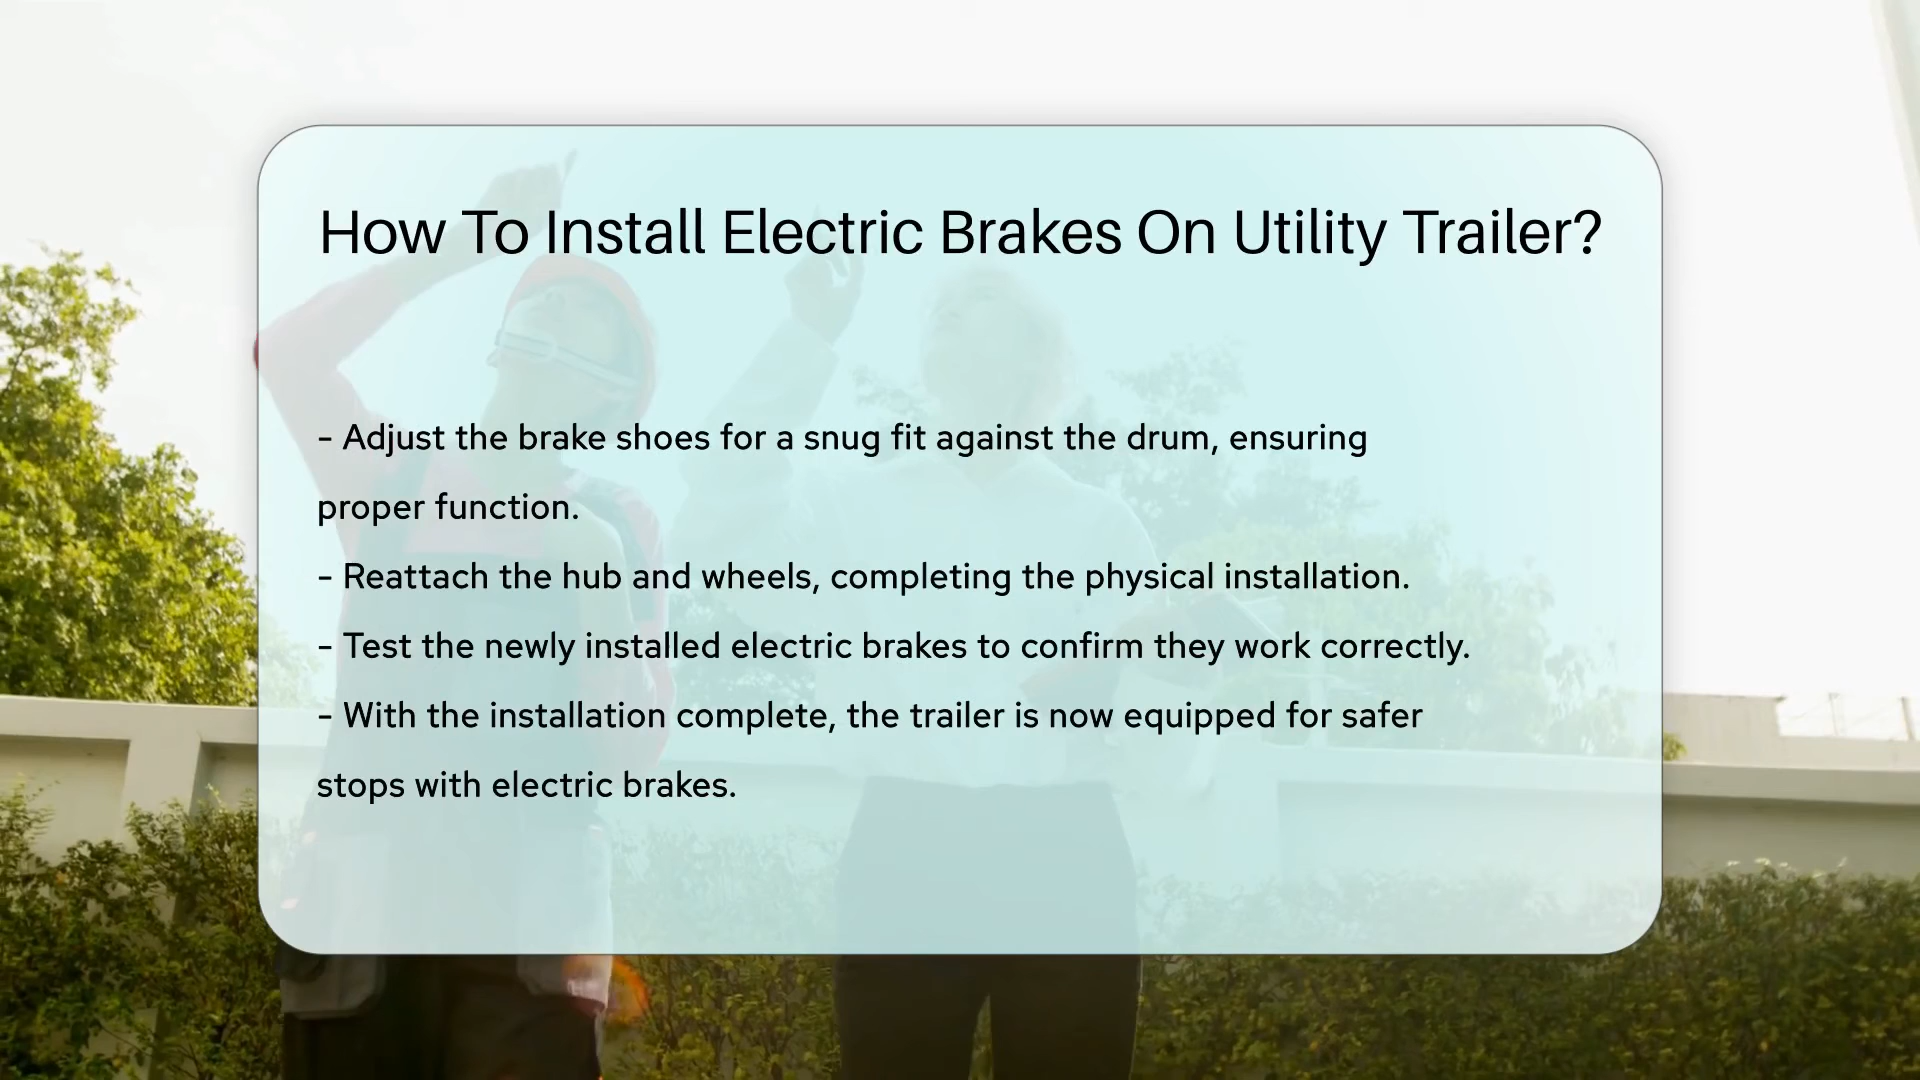 How To Install Electric Brakes On Utility Trailer?
- Adjust the brake shoes for a snug fit against the drum, ensuring
proper function.
- Reattach the hub and wheels, completing the physical installation.
- Test the newly installed electric brakes to confirm they work correctly.
- With the installation complete, the trailer is now equipped for safer
stops with electric brakes.